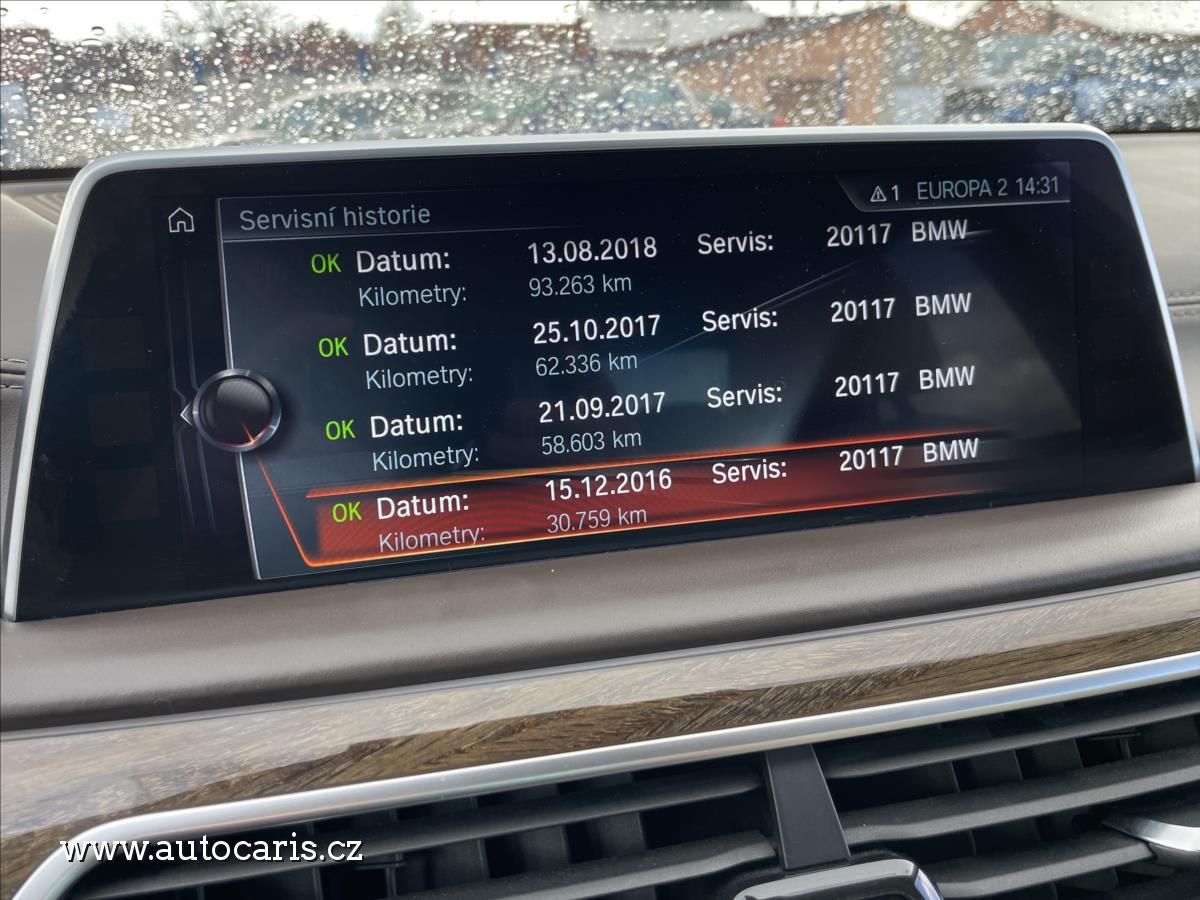 Servisní historie
1 EUROPA 2 14:31
OK Datum: 13.08.2018 Servis: 20117 BMW
Kilometry: 93.263 km
OK Datum: 25.10.2017 Servis: 20117 BMW
Kilometry: 62.336 km
OK Datum: 21.09.2017 Servis: 20117 BMW
Kilometry: 58.603 km
OK Datum: 15.12.2016 Servis: 20117 BMW
Kilometry: 30.759 km
www.autocaris.cz